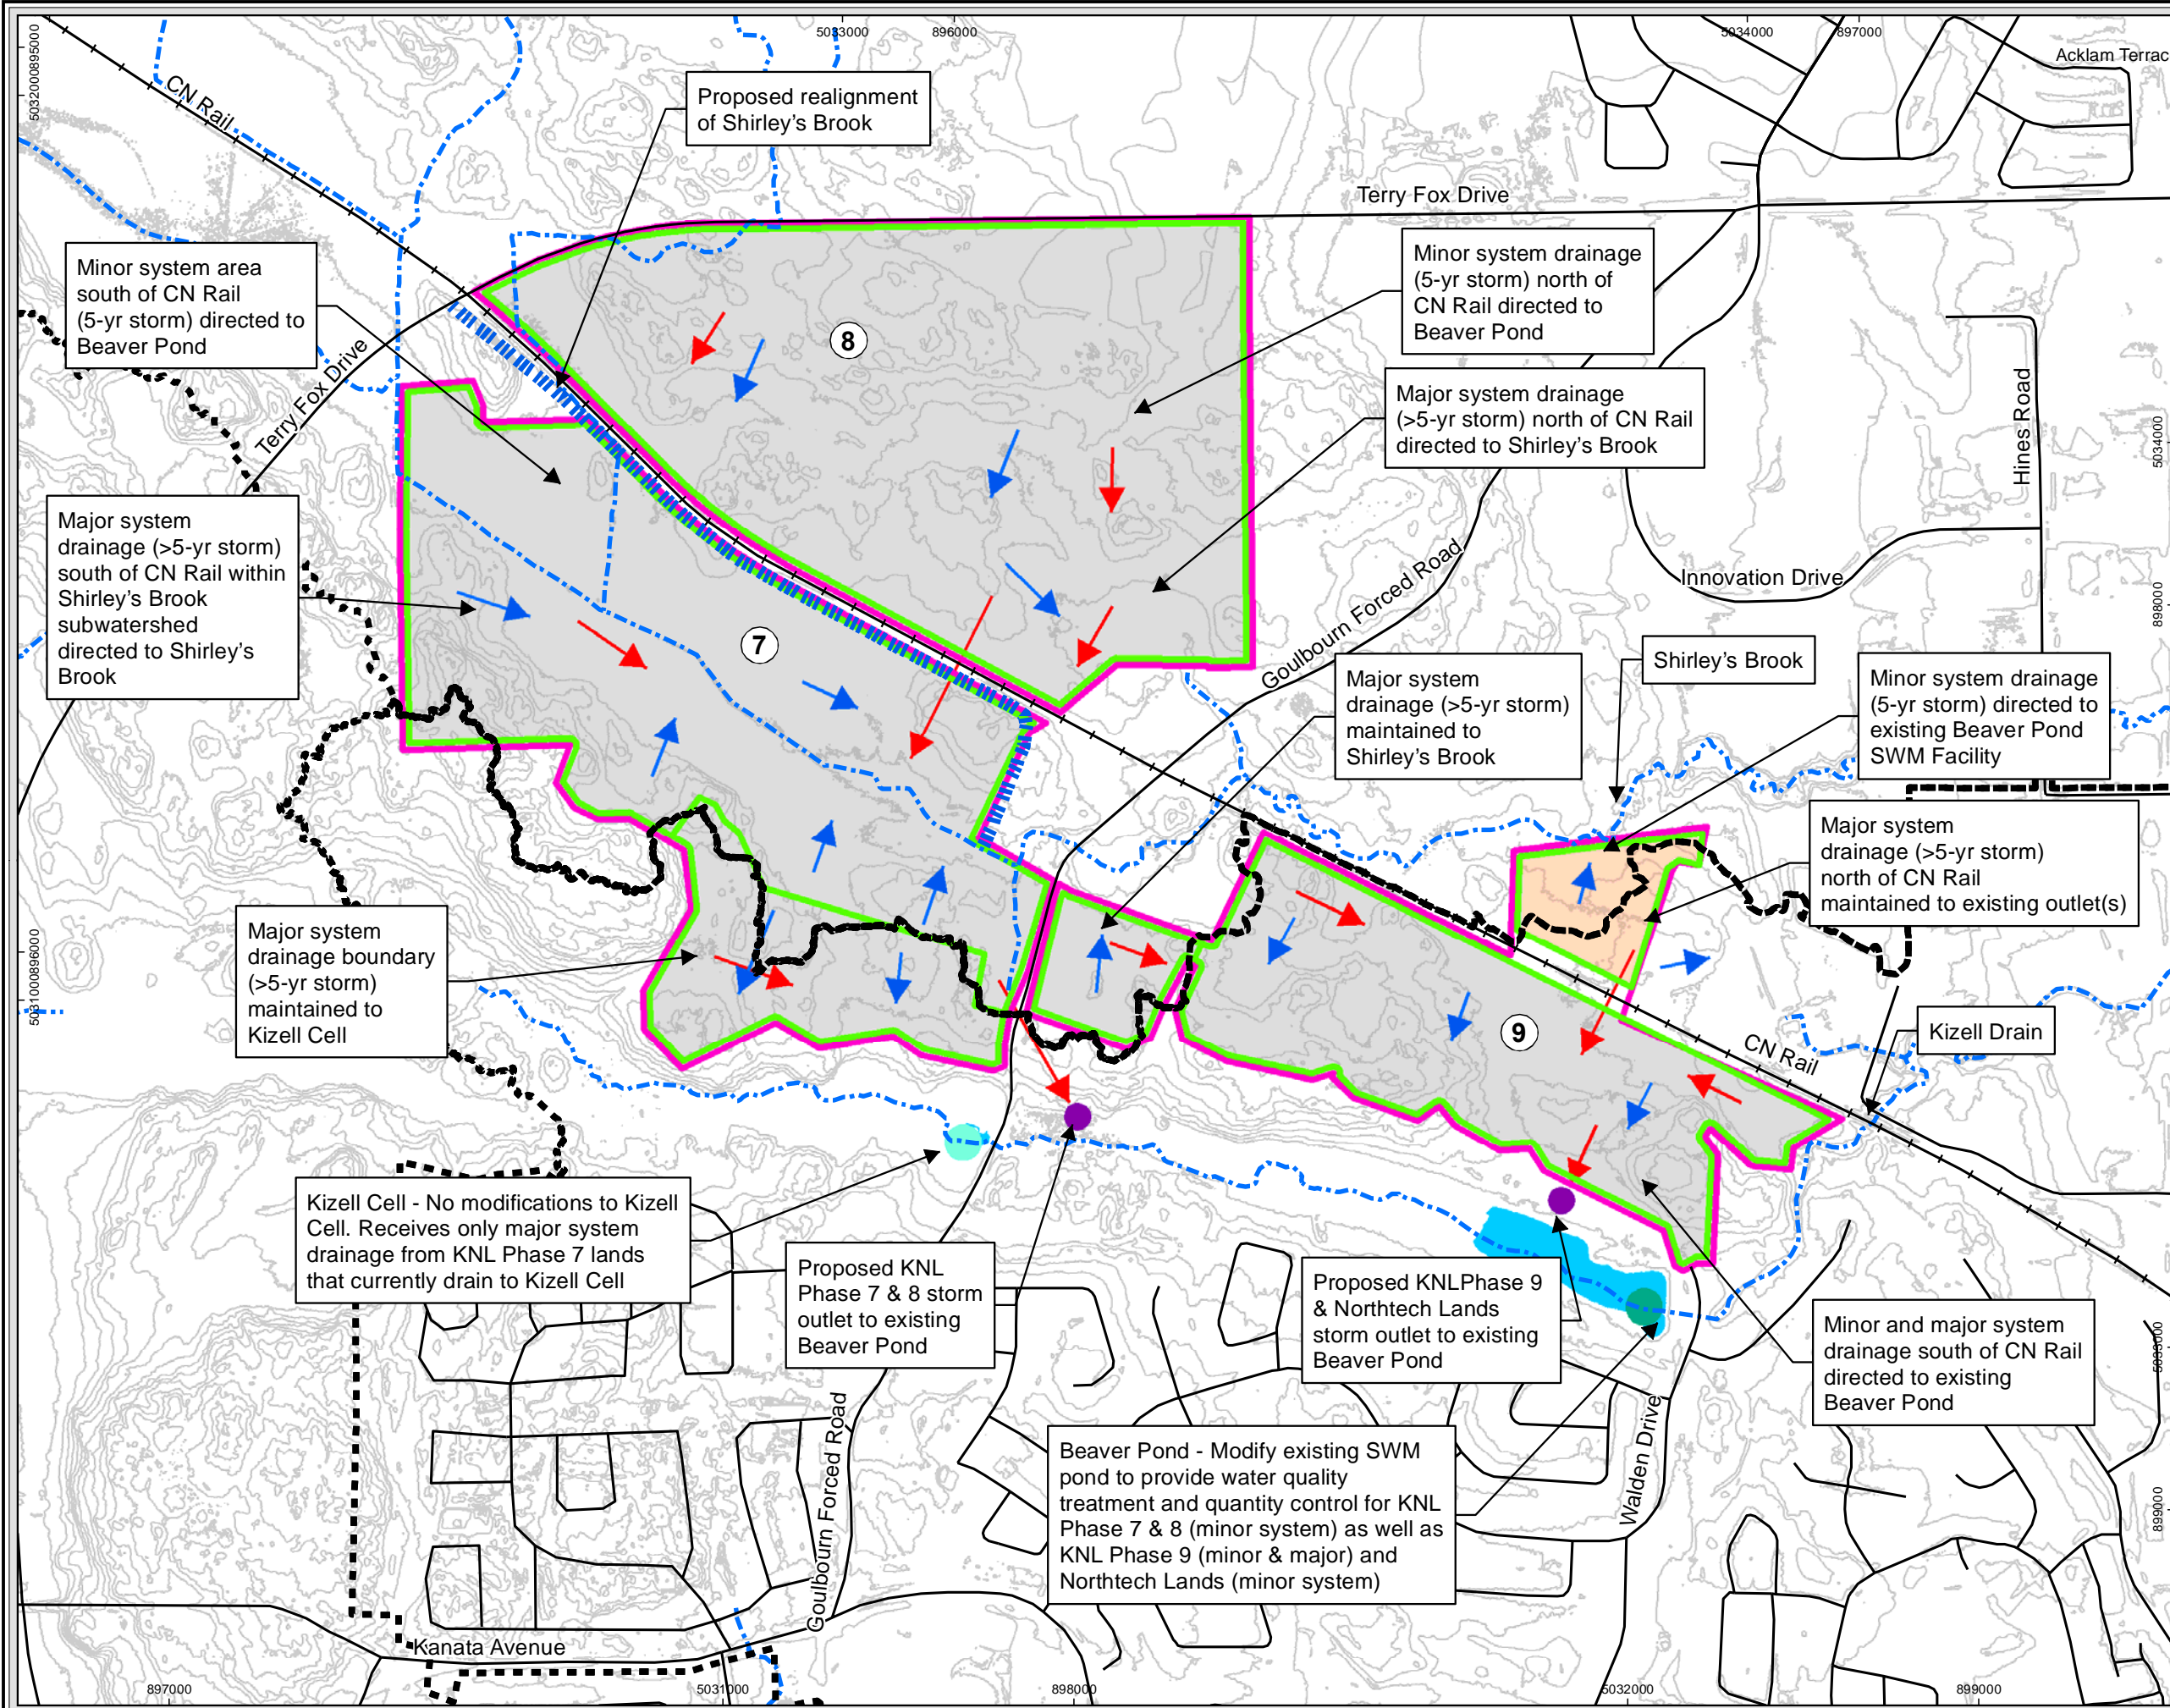 5033000
896000
5034000
897000
Acklam Terrac
895000
5032000
CN Rail
Proposed realignment
of Shirley's Brook
Terry Fox Drive
Minor system area
south of CN Rail
(5-yr storm) directed to
Beaver Pond
Minor system drainage
(5-yr storm) north of
CN Rail directed to
Beaver Pond
8
Terry Fox Drive
Major system drainage
(>5-yr storm) north of CN Rail
directed to Shirley's Brook
Hines Road
5034000
Major system
drainage (>5-yr storm)
south of CN Rail within
Shirley's Brook
subwatershed
directed to Shirley's
Brook
Goulbourn Forced Road
Innovation Drive
898000
7
Shirley's Brook
Major system
drainage (>5-yr storm)
maintained to
Shirley's Brook
Minor system drainage
(5-yr storm) directed to
existing Beaver Pond
SWM Facility
Major system
drainage (>5-yr storm)
north of CN Rail
maintained to existing outlet(s)
Major system
drainage boundary
(>5-yr storm)
maintained to
Kizell Cell
896000
5031000
9
CN Rail
Kizell Drain
Kizell Cell - No modifications to Kizell
Cell. Receives only major system
drainage from KNL Phase 7 lands
that currently drain to Kizell Cell
Proposed KNL
Phase 7 & 8 storm
outlet to existing
Beaver Pond
Proposed KNLPhase 9
& Northtech Lands
storm outlet to existing
Beaver Pond
Minor and major system
drainage south of CN Rail
directed to existing
Beaver Pond
5033000
Goulbourn Forced Road
Walden Drive
Beaver Pond - Modify existing SWM
pond to provide water quality
treatment and quantity control for KNL
Phase 7 & 8 (minor system) as well as
KNL Phase 9 (minor & major) and
Northtech Lands (minor system)
899000
Kanata Avenue
897000
5031000
898000
5032000
899000